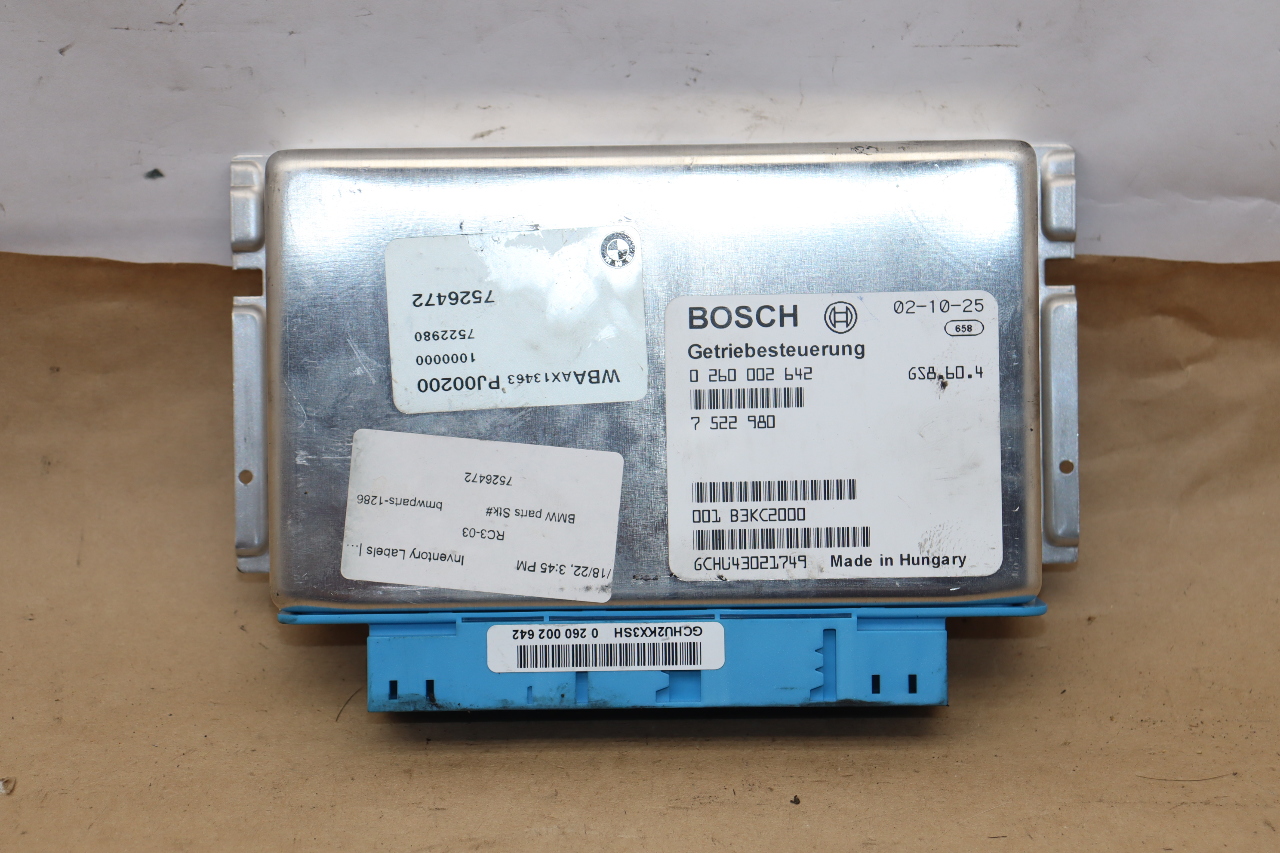 WBAAX13463 PJ00200
1000000
7522980
7526472
BOSCH
02-10-25
658
Getriebesteuerung
0 260 002 642
GS8.60.4
7 522 980
001 B3KC2000
GCHU43021749
Made in Hungary
/18/22, 3:45 PM
Inventory Labels |...
RC3-03
BMW parts Stk#
bmwparts-1286
7526472
GCHU2KX3SH 0 260 002 642